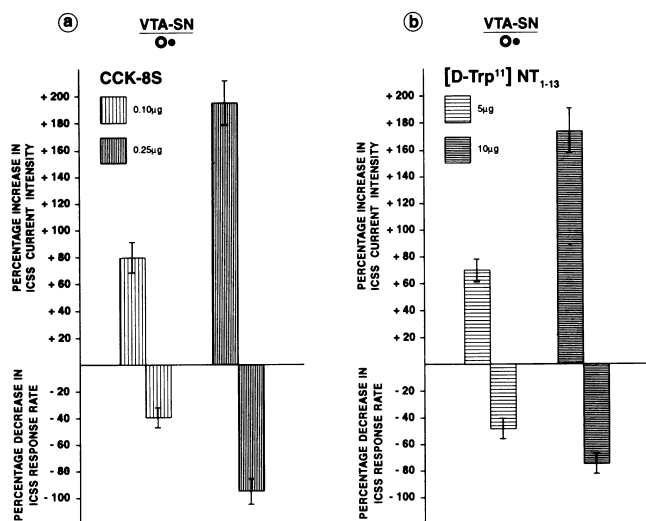 a
VTA-SN
CCK-8S
0.10µg
0.25µg
PERCENTAGE INCREASE IN
ICSS CURRENT INTENSITY
+ 200
+ 180
+ 160
+ 140
+ 120
+ 100
+ 80
+ 60
+ 40
+ 20
PERCENTAGE DECREASE IN
ICSS RESPONSE RATE
- 20
- 40
- 60
- 80
- 100
b
VTA-SN
[D-Trp¹¹] NT₁₋₁₃
5µg
10µg
PERCENTAGE INCREASE IN
ICSS CURRENT INTENSITY
+ 200
+ 180
+ 160
+ 140
+ 120
+ 100
+ 80
+ 60
+ 40
+ 20
PERCENTAGE DECREASE IN
ICSS RESPONSE RATE
- 20
- 40
- 60
- 80
- 100